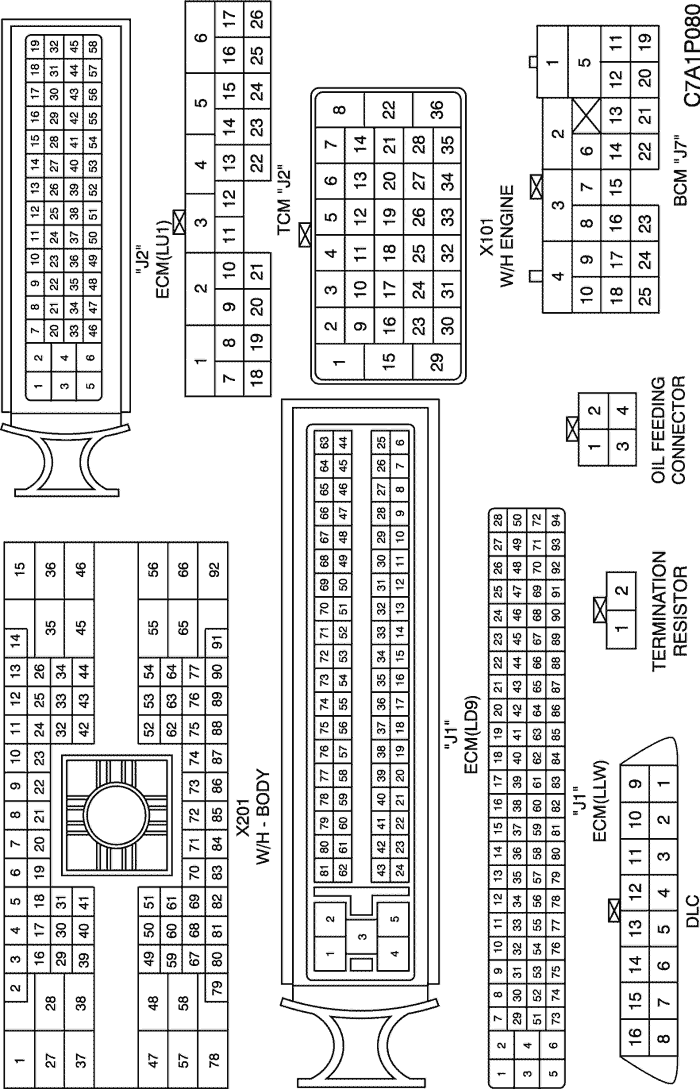 1 2 3 4 5 6 7 8 9 10 11 12 13 14 15
27 28 16 17 18 19 20 21 22 23 24 25 26 35 36
29 30 31 32 33 34
37 38 39 40 41 42 43 44 45 46
47 48 49 50 51 52 53 54 55 56
57 58 59 60 61 62 63 64 65 66
67 68 69 70 71 72 73 74 75 76 77
78 79 80 81 82 83 84 85 86 87 88 89 90 91 92
X201
W/H - BODY
1 2 7 8 9 10 11 12 13 14 15 16 17 18 19
3 4 20 21 22 23 24 25 26 27 28 29 30 31 32
33 34 35 36 37 38 39 40 41 42 43 44 45
5 6 46 47 48 49 50 51 52 53 54 55 56 57 58
"J2"
ECM(LU1)
1 2 3 4 5 6
7 8 9 10 11 12 13 14 15 16 17
18 19 20 21 22 23 24 25 26
TCM "J2"
81 80 79 78 77 76 75 74 73 72 71 70 69 68 67 66 65 64 63
62 61 60 59 58 57 56 55 54 53 52 51 50 49 48 47 46 45 44
43 42 41 40 39 38 37 36 35 34 33 32 31 30 29 28 27 26 25
24 23 22 21 20 19 18 17 16 15 14 13 12 11 10 9 8 7 6
1 2
3
4 5
"J1"
ECM(LD9)
1 2 3 4 5 6 7 8
9 10 11 12 13 14
15 16 17 18 19 20 21 22
23 24 25 26 27 28
29 30 31 32 33 34 35 36
X101
W/H ENGINE
1 2 7 8 9 10 11 12 13 14 15 16 17 18 19 20 21 22 23 24 25 26 27 28
3 4 29 30 31 32 33 34 35 36 37 38 39 40 41 42 43 44 45 46 47 48 49 50
5 6 51 52 53 54 55 56 57 58 59 60 61 62 63 64 65 66 67 68 69 70 71 72
73 74 75 76 77 78 79 80 81 82 83 84 85 86 87 88 89 90 91 92 93 94
"J1"
ECM(LLW)
16 15 14 13 12 11 10 9
8 7 6 5 4 3 2 1
DLC
1 2
TERMINATION
RESISTOR
1 2
3 4
OIL FEEDING
CONNECTOR
4 3 2 1
10 9 8 7 6 5
18 17 16 15 14 13 12 11
25 24 23 22 21 20 19
BCM "J7"
C7A1P080